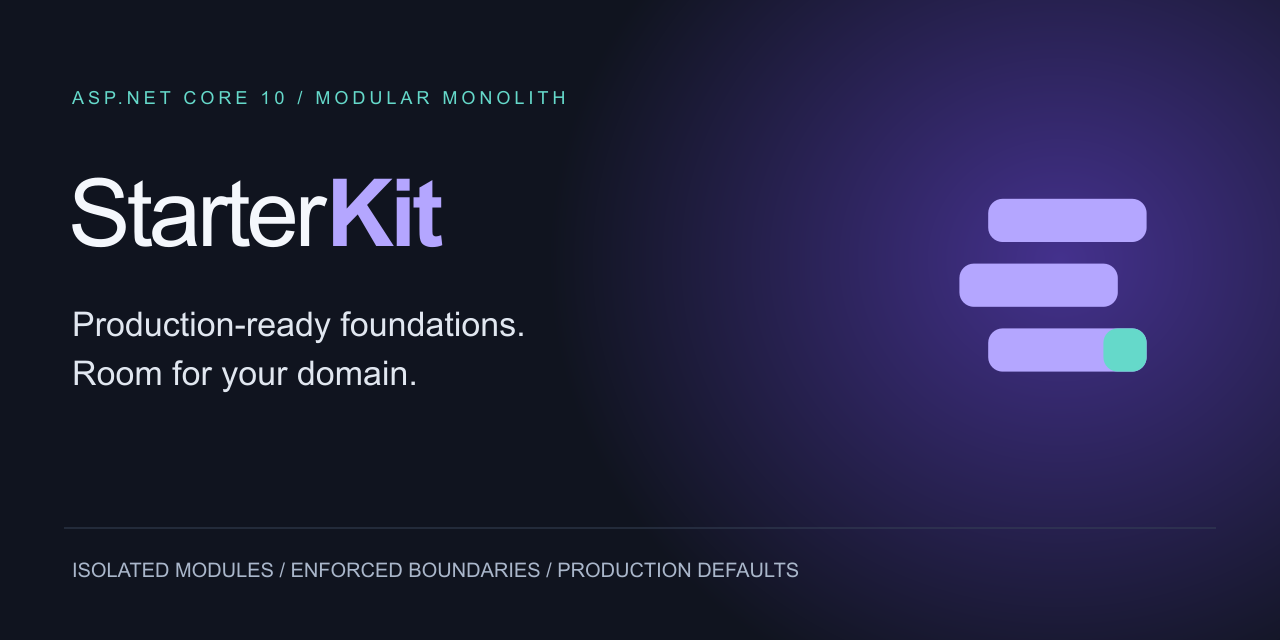 ASP.NET CORE 10 / MODULAR MONOLITH
StarterKit
Production-ready foundations.
Room for your domain.
ISOLATED MODULES / ENFORCED BOUNDARIES / PRODUCTION DEFAULTS